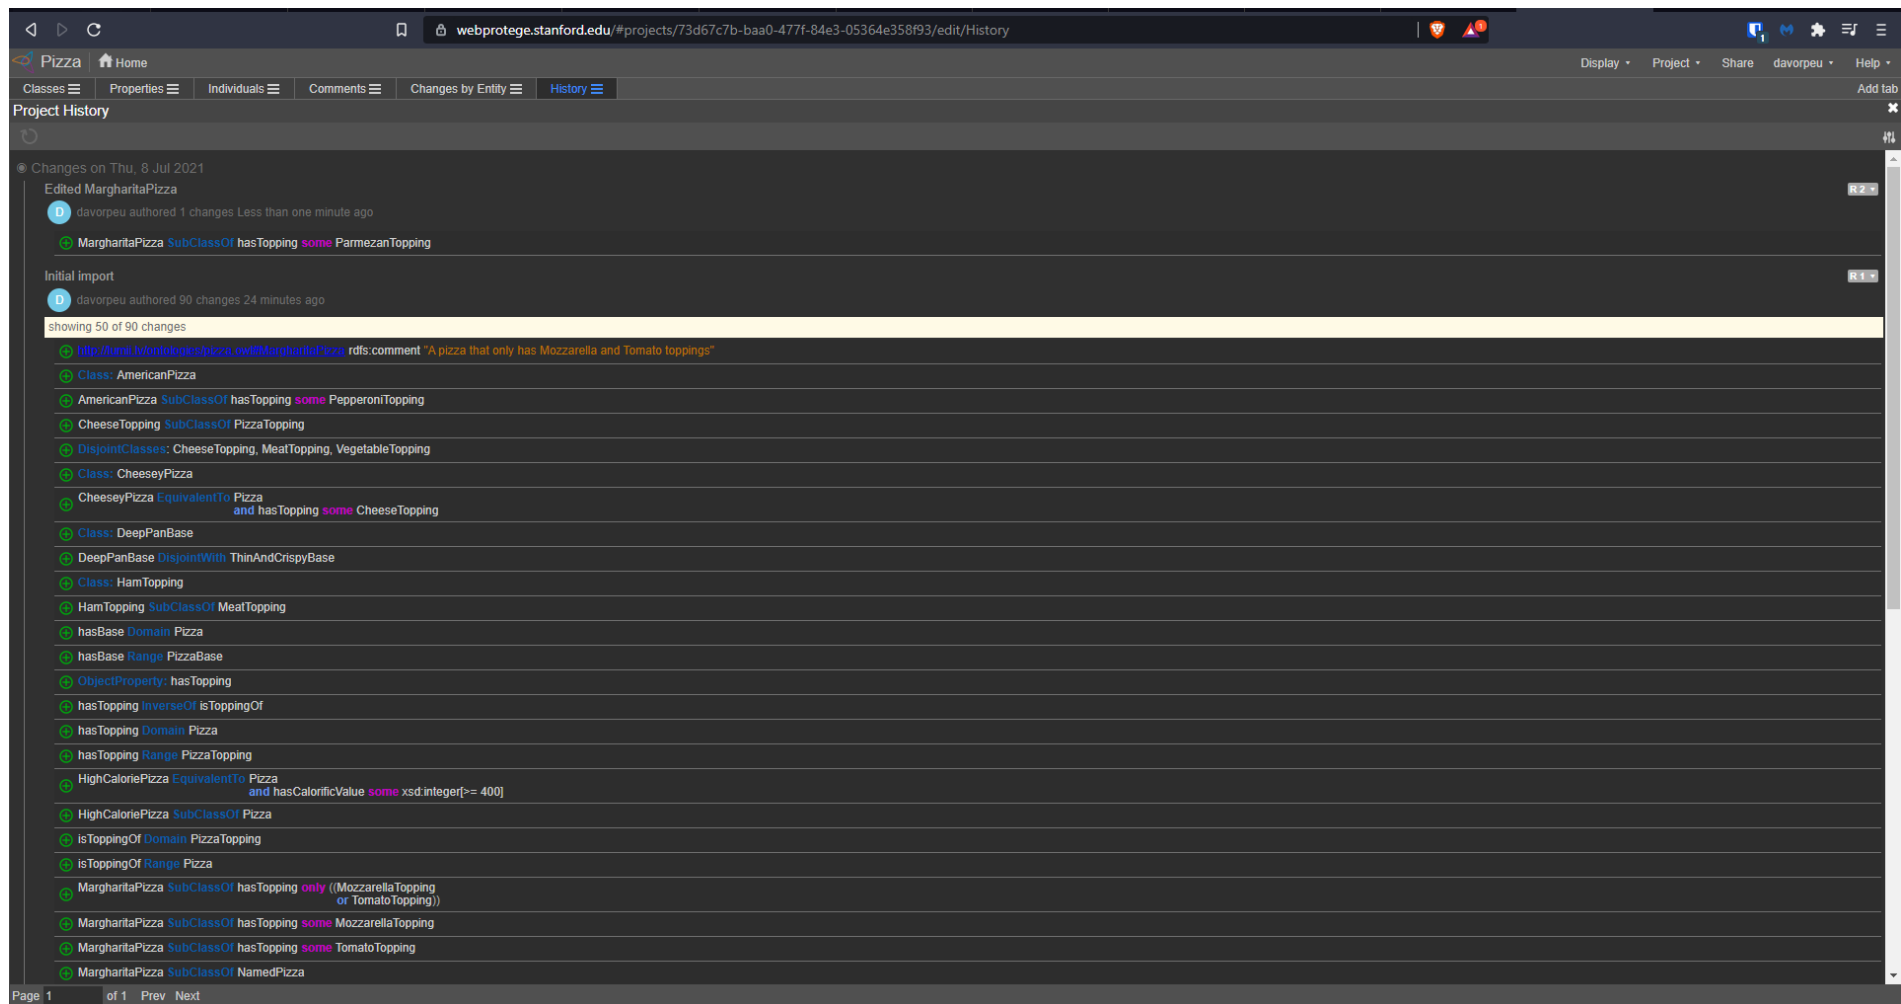 webprotege.stanford.edu/#projects/73d67c7b-baa0-477f-84e3-05364e358f93/edit/History
1
1
Pizza Home Display Project Share davorpeu Help
Classes Properties Individuals Comments Changes by Entity History Add tab
Project History
Changes on Thu, 8 Jul 2021
Edited MargharitaPizza R 2
D davorpeu authored 1 changes Less than one minute ago
MargharitaPizza SubClassOf hasTopping some ParmezanTopping
Initial import R 1
D davorpeu authored 90 changes 24 minutes ago
showing 50 of 90 changes
rdfs:comment "A pizza that only has Mozzarella and Tomato toppings"
Class: AmericanPizza
AmericanPizza SubClassOf hasTopping some PepperoniTopping
CheeseTopping SubClassOf PizzaTopping
DisjointClasses: CheeseTopping, MeatTopping, VegetableTopping
Class: CheeseyPizza
CheeseyPizza EquivalentTo Pizza
and hasTopping some CheeseTopping
Class: DeepPanBase
DeepPanBase DisjointWith ThinAndCrispyBase
Class: HamTopping
HamTopping SubClassOf MeatTopping
hasBase Domain Pizza
hasBase Range PizzaBase
ObjectProperty: hasTopping
hasTopping InverseOf isToppingOf
hasTopping Domain Pizza
hasTopping Range PizzaTopping
HighCaloriePizza EquivalentTo Pizza
and hasCalorificValue some xsd:integer[>= 400]
HighCaloriePizza SubClassOf Pizza
isToppingOf Domain PizzaTopping
isToppingOf Range Pizza
MargharitaPizza SubClassOf hasTopping only ((MozzarellaTopping
or TomatoTopping))
MargharitaPizza SubClassOf hasTopping some MozzarellaTopping
MargharitaPizza SubClassOf hasTopping some TomatoTopping
MargharitaPizza SubClassOf NamedPizza
Page 1 of 1 Prev Next